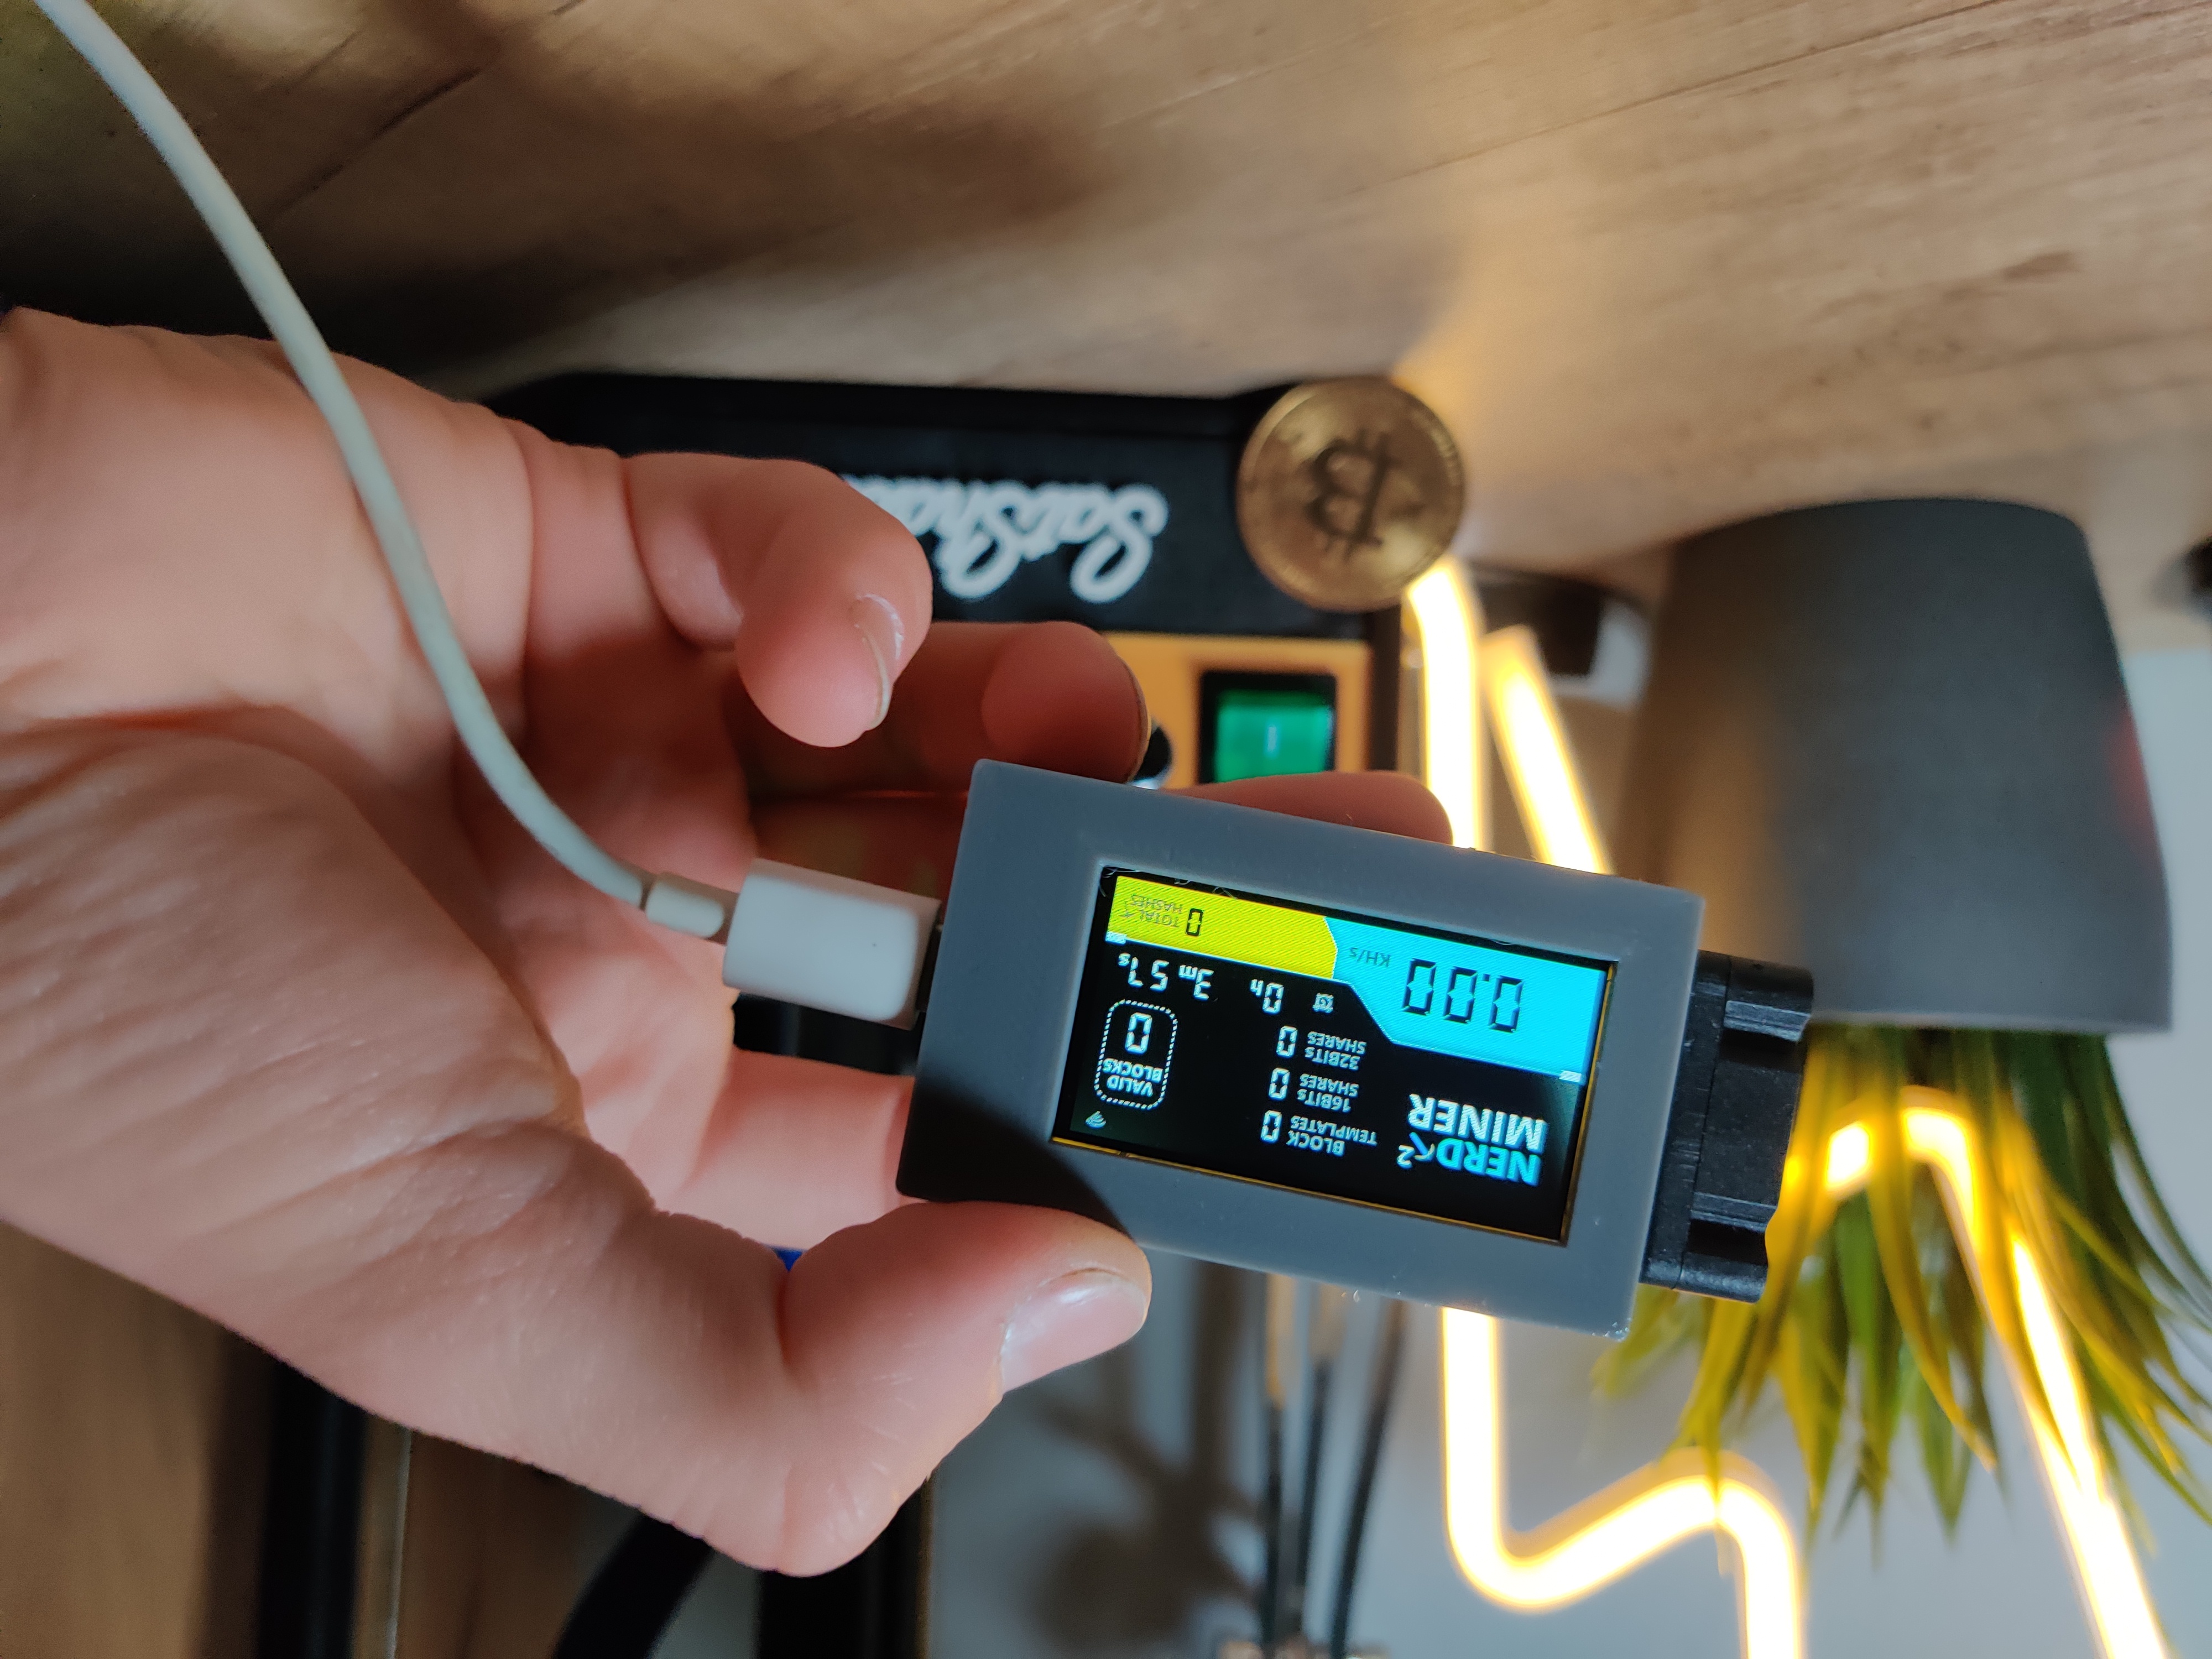 NERD 2
MINER
BLOCK
TEMPLATES 0
16BITs
SHARES 0
32BITs
SHARES 0
VALID
BLOCKS
0
0h 3m 57s
0.00 KH/s
0 TOTAL
HASHES